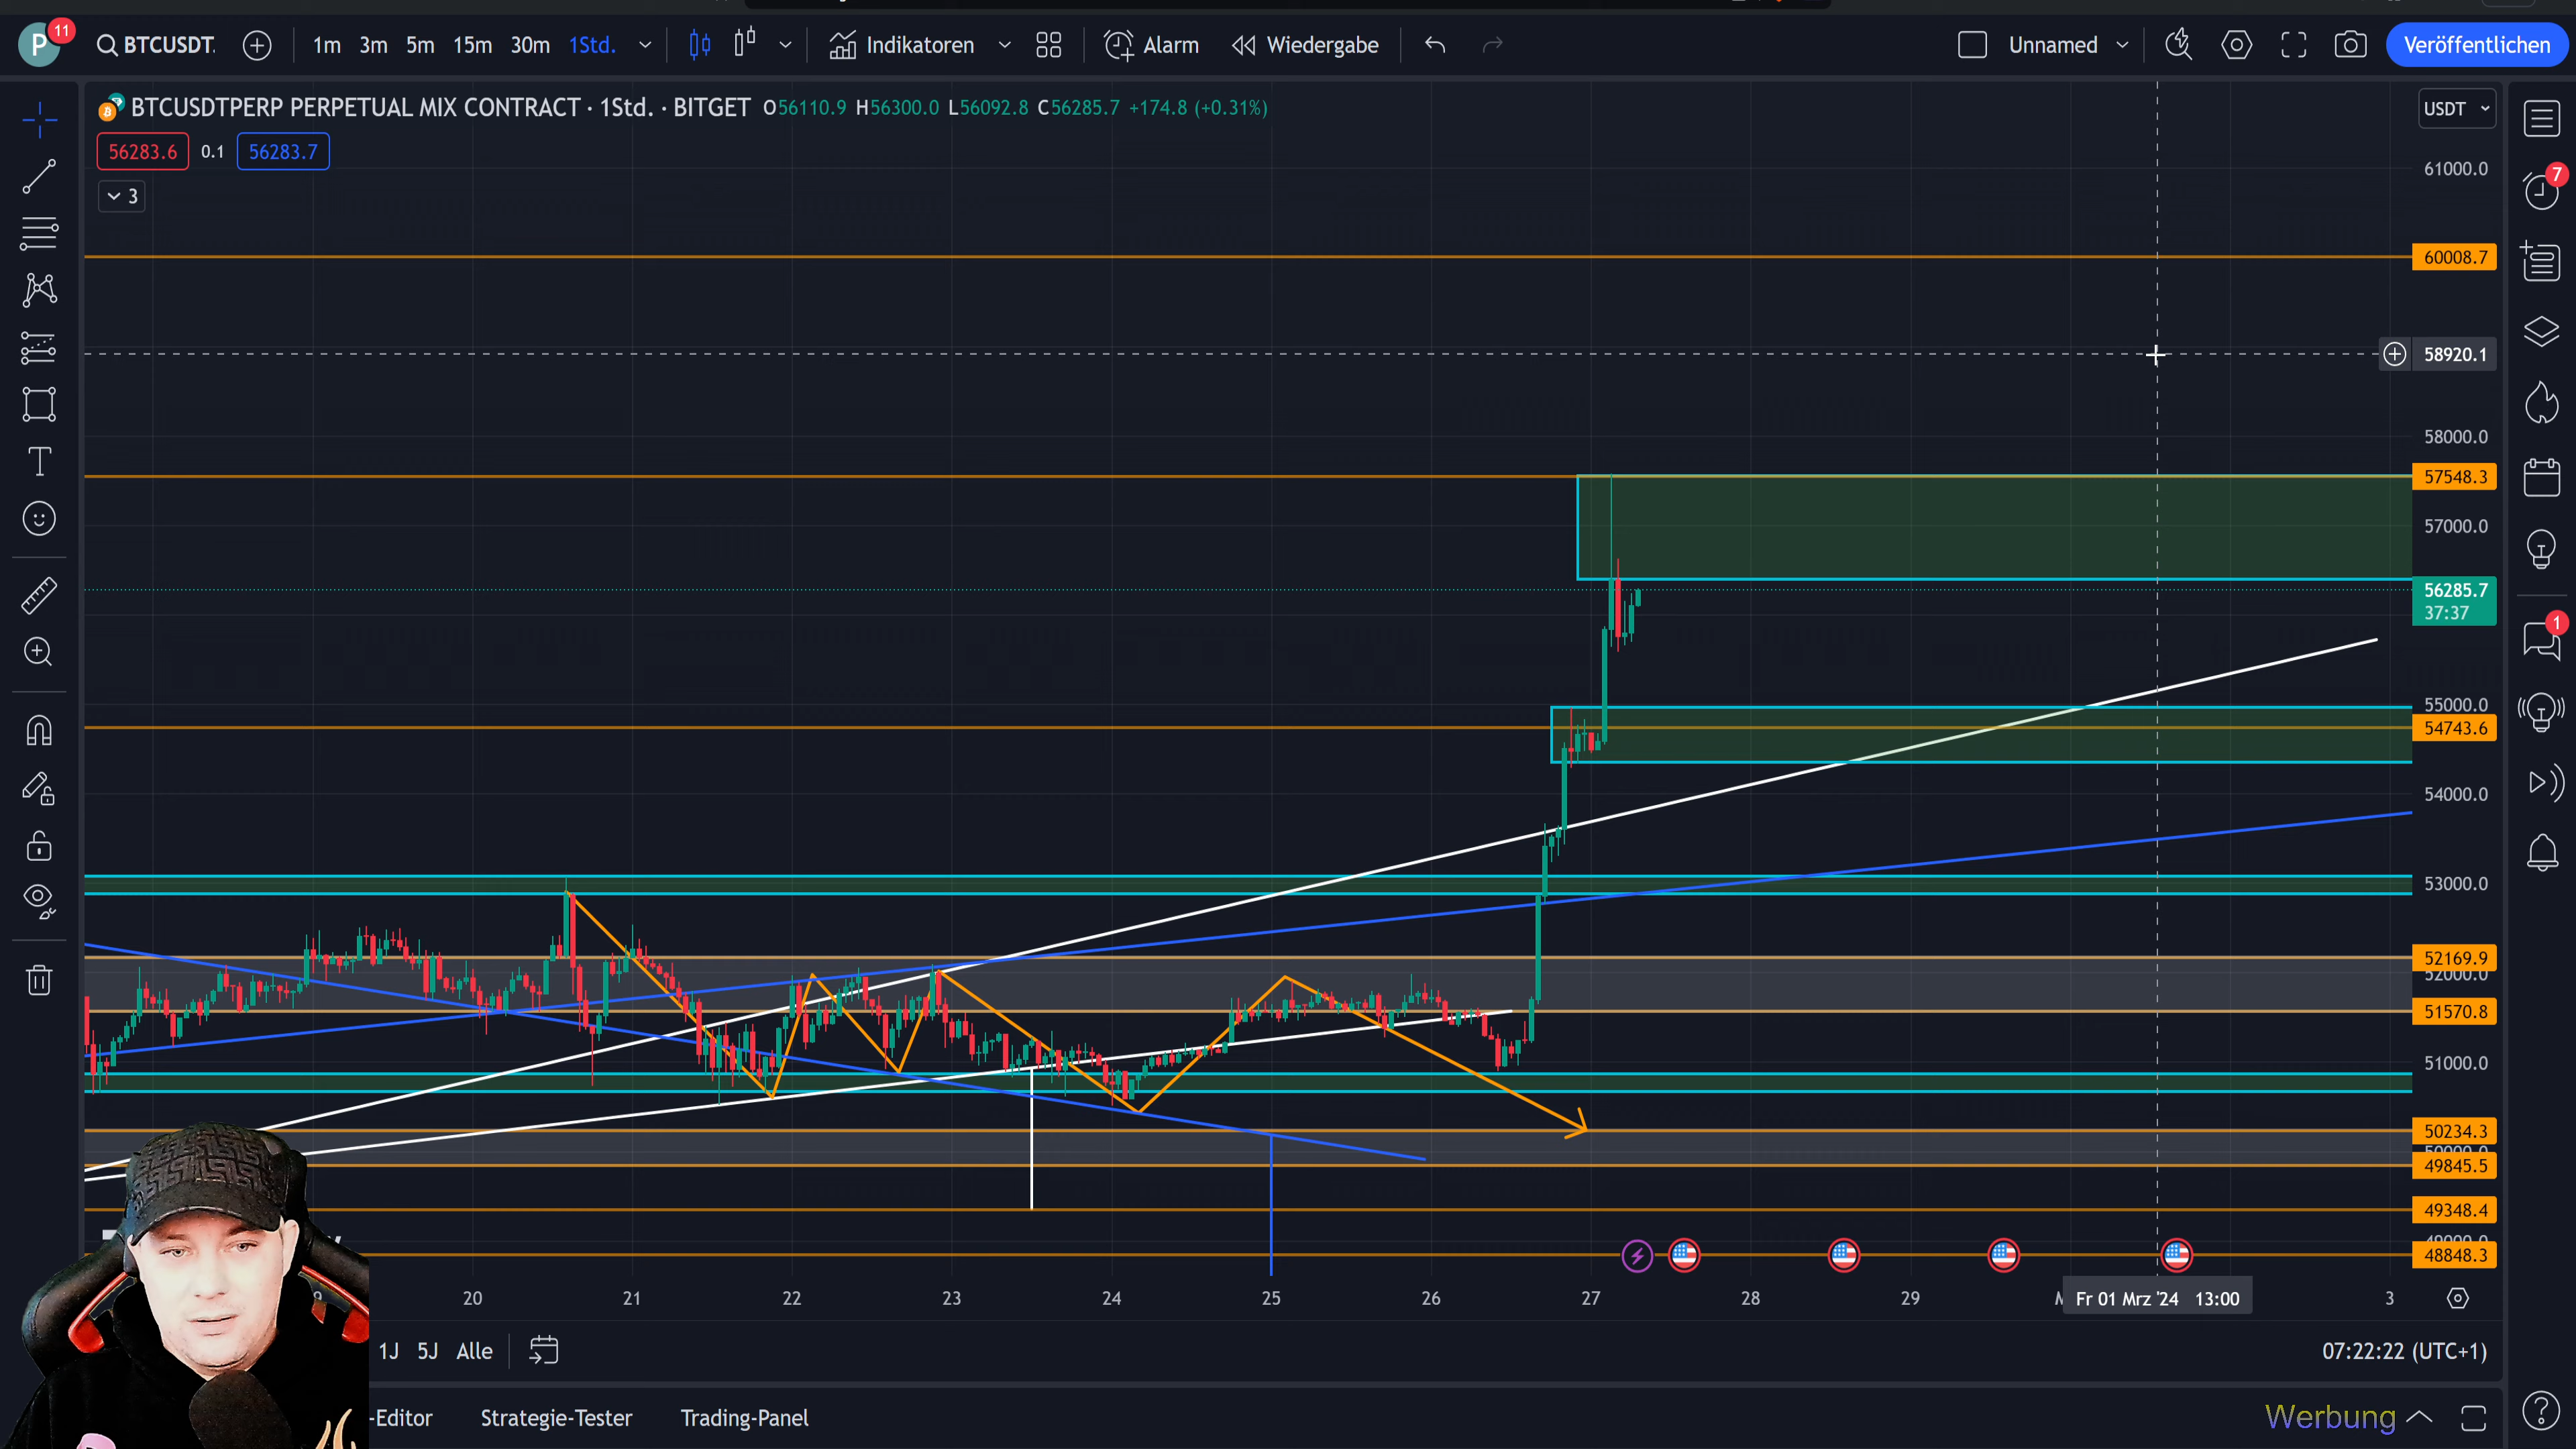 P
11
BTCUSDT.
1m 3m 5m 15m 30m 1Std.
Indikatoren
Alarm
Wiedergabe
Unnamed
Veröffentlichen
BTCUSDTPERP PERPETUAL MIX CONTRACT · 1Std. · BITGET O56110.9 H56300.0 L56092.8 C56285.7 +174.8 (+0.31%)
USDT
56283.6 0.1 56283.7
3
61000.0
7
60008.7
58920.1
58000.0
57548.3
57000.0
56285.7
37:37
1
55000.0
54743.6
54000.0
53000.0
52169.9
52000.0
51570.8
51000.0
50234.3
49845.5
49348.4
48848.3
20 21 22 23 24 25 26 27 28 29 Fr 01 Mrz '24 13:00 3
1J 5J Alle
07:22:22 (UTC+1)
-Editor Strategie-Tester Trading-Panel
Werbung